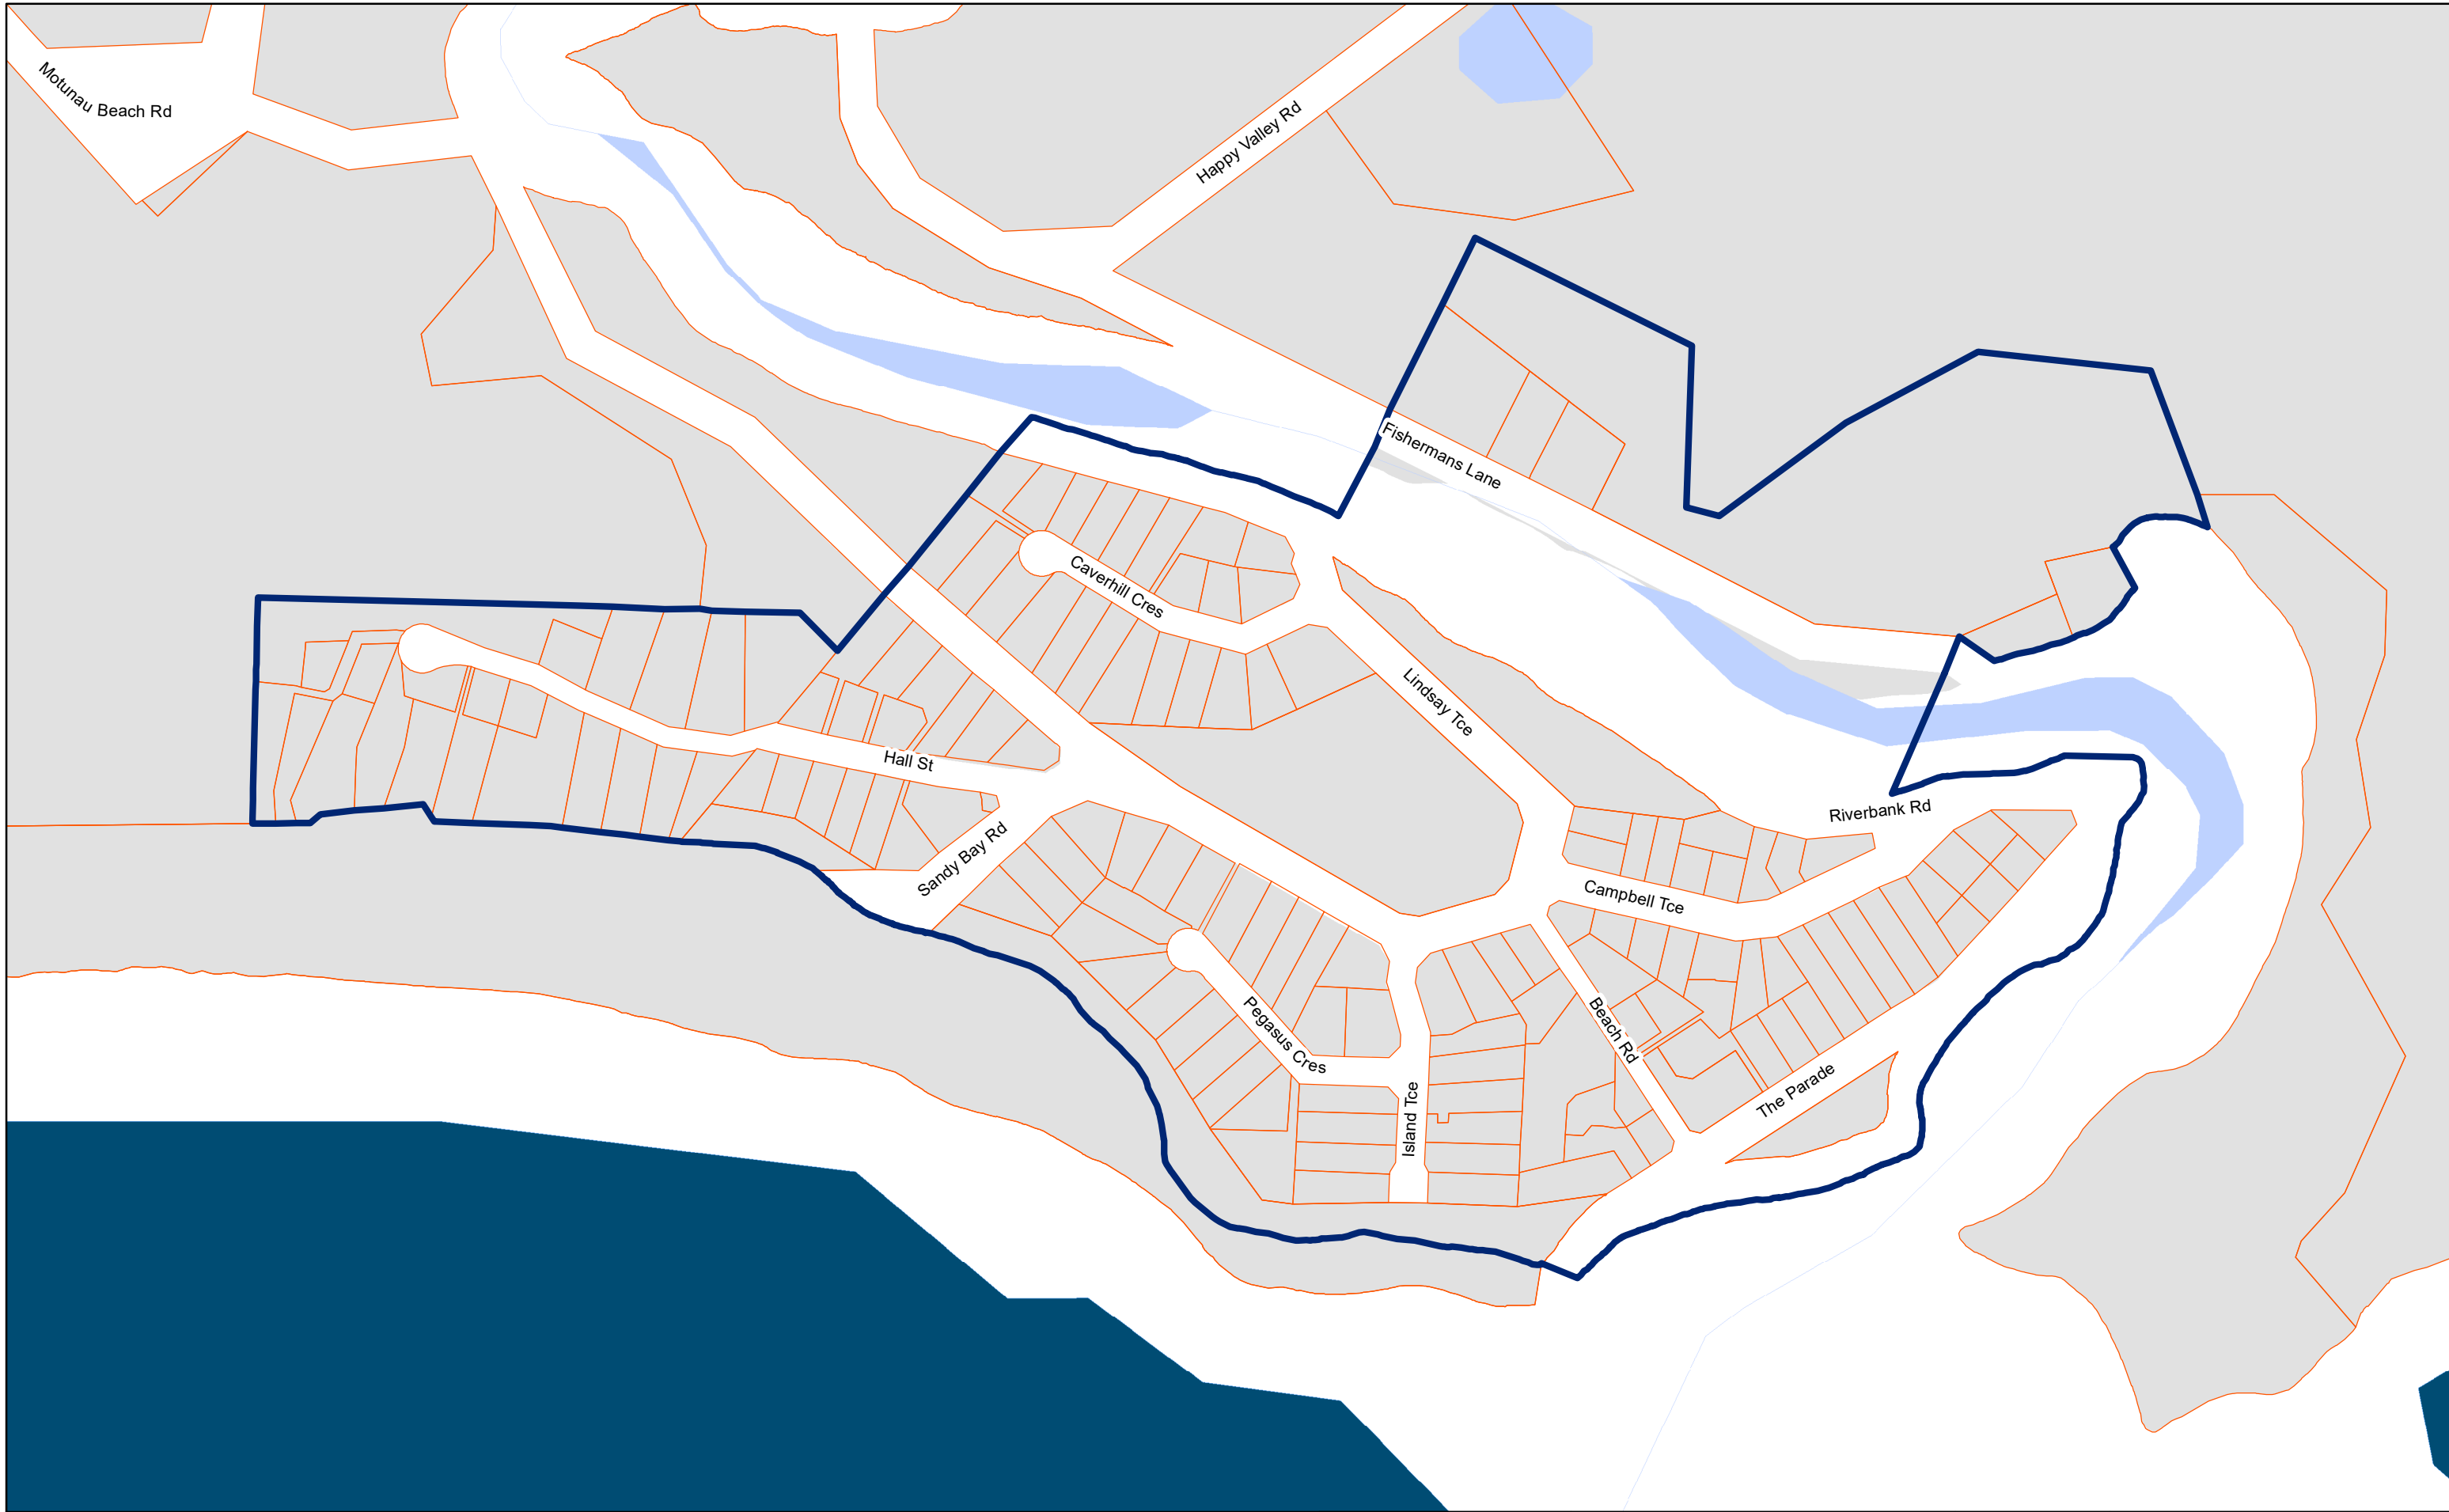 Motunau Beach Rd
Happy Valley Rd
Fishermans Lane
Caverhill Cres
Lindsay Tce
Hall St
Riverbank Rd
Sandy Bay Rd
Campbell Tce
Pegasus Cres
Beach Rd
The Parade
Island Tce